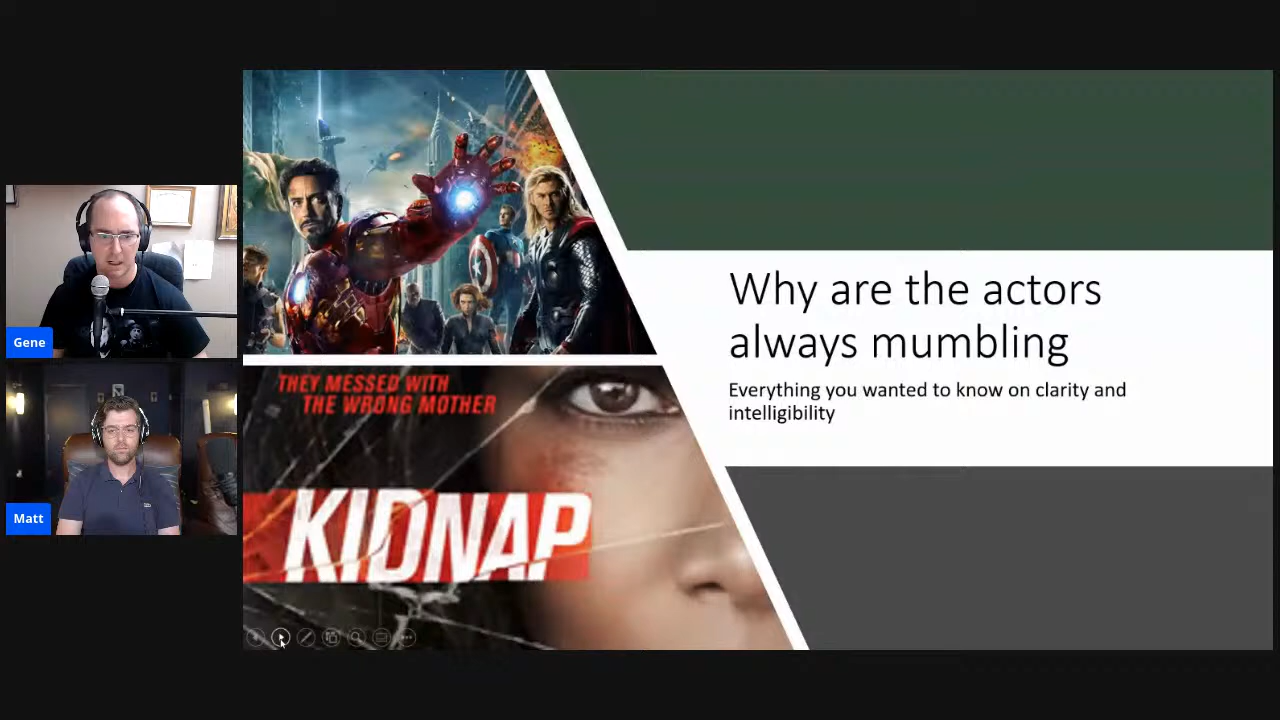 Gene
Matt
THEY MESSED WITH
THE WRONG MOTHER
KIDNAP
Why are the actors
always mumbling
Everything you wanted to know on clarity and
intelligibility